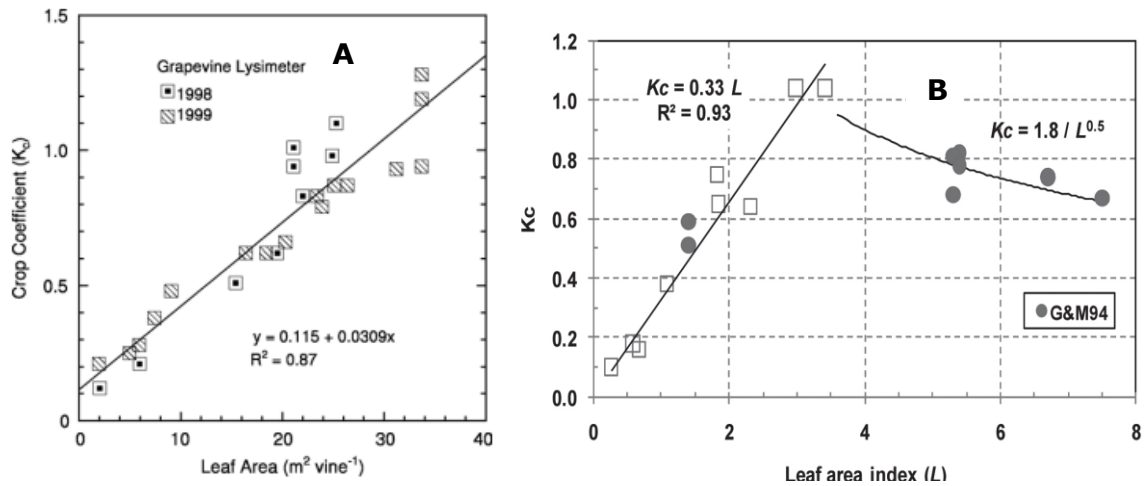 A
Grapevine Lysimeter
1998
1999
y = 0.115 + 0.0309x
R² = 0.87
Crop Coefficient (Kc)
1.5
1.0
0.5
0
0 10 20 30 40
Leaf Area (m² vine⁻¹)
B
Kc = 0.33 L
R² = 0.93
Kc = 1.8 / L^0.5
G&M94
Kc
1.2
1.0
0.8
0.6
0.4
0.2
0.0
0 2 4 6 8
Leaf area index (L)